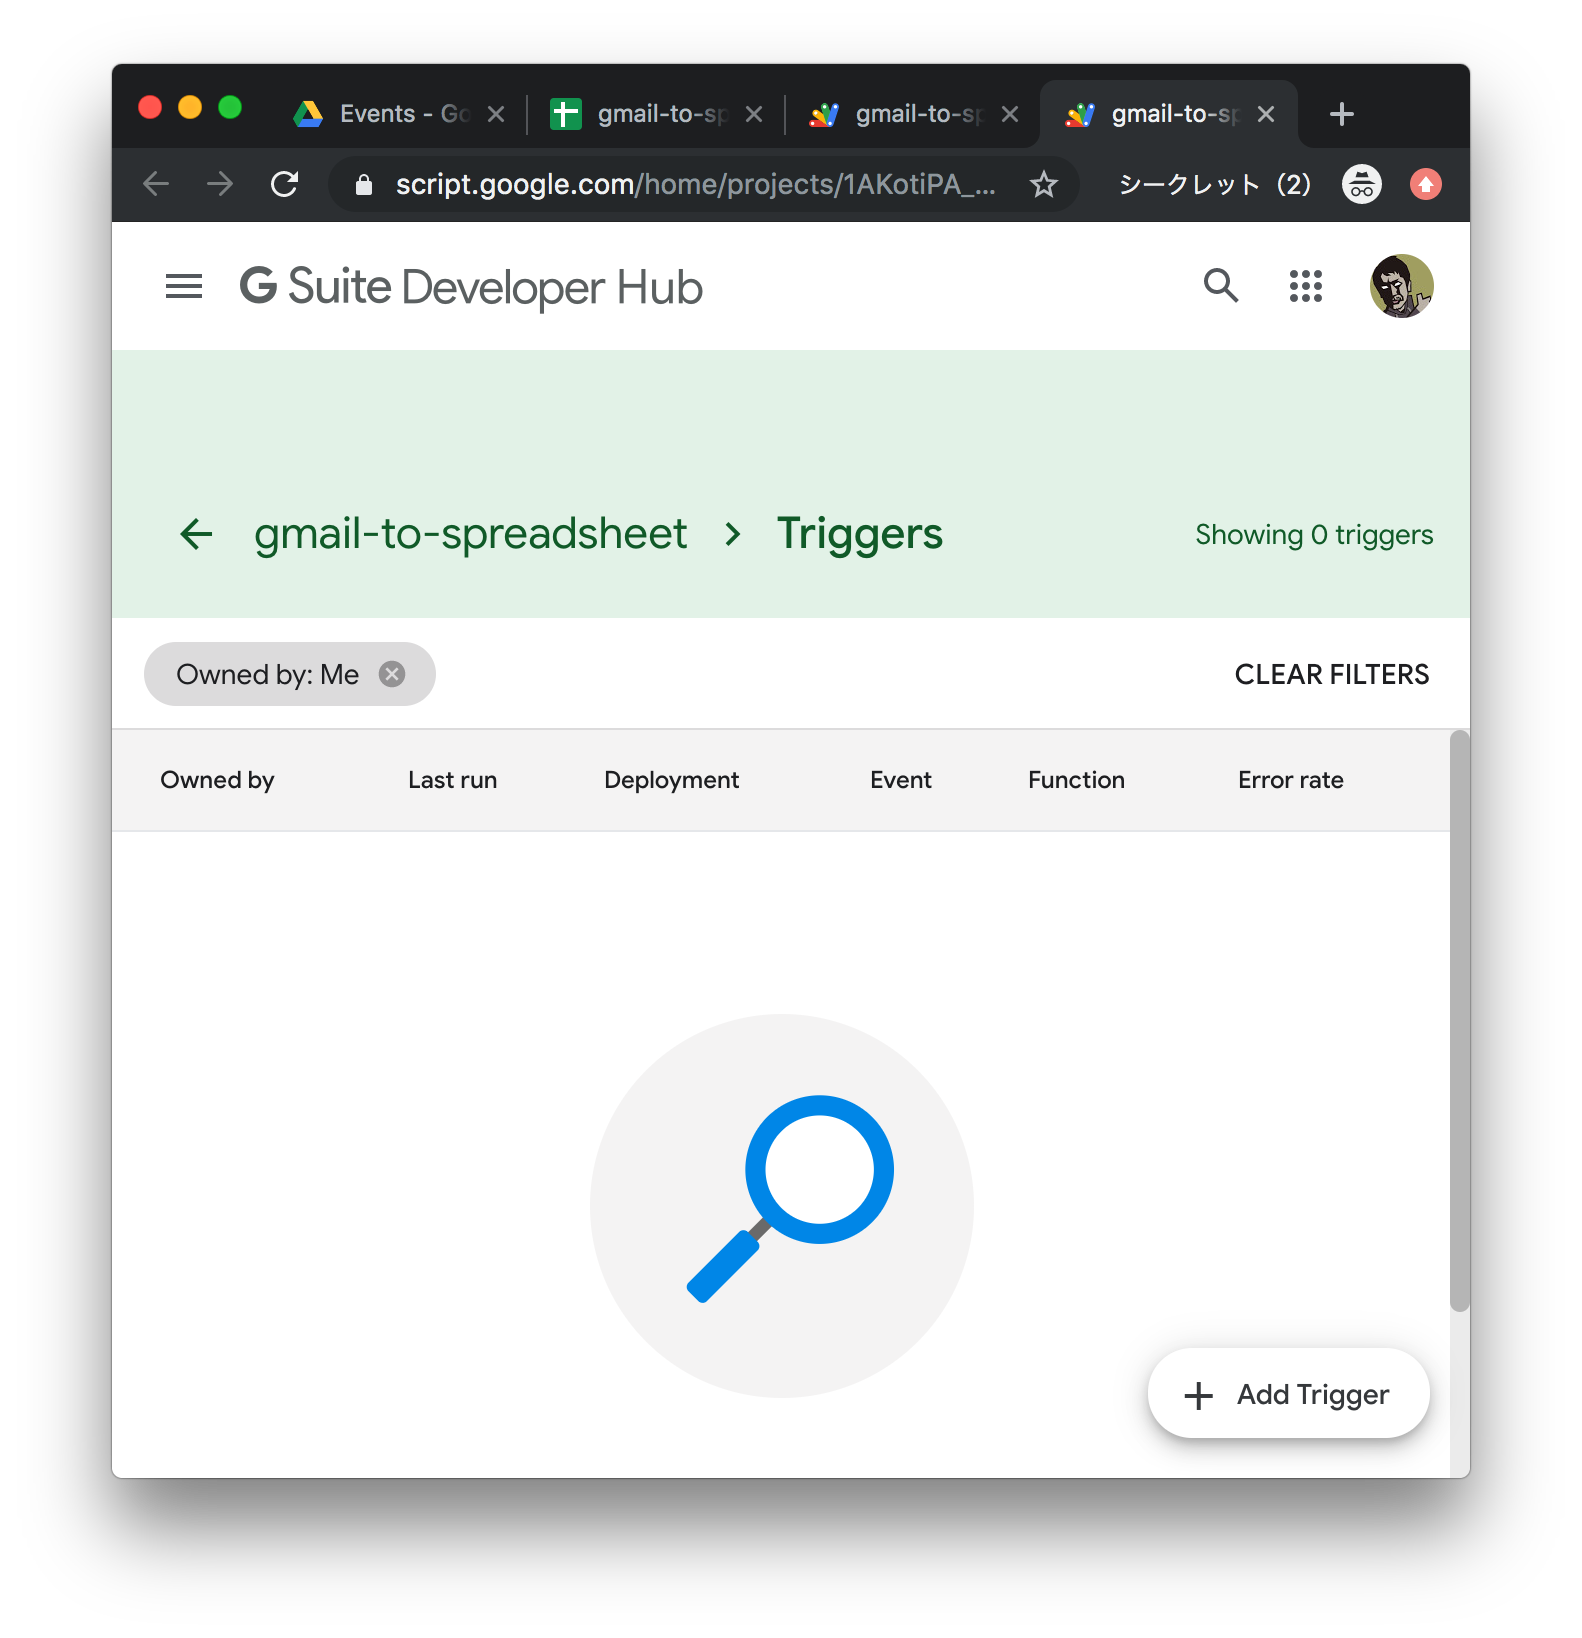 Events - Go
gmail-to-sp
gmail-to-sp
gmail-to-sp
script.google.com/home/projects/1AKotiPA_...
シークレット（2）
G Suite Developer Hub
gmail-to-spreadsheet > Triggers
Showing 0 triggers
Owned by: Me
CLEAR FILTERS
Owned by Last run Deployment Event Function Error rate
+ Add Trigger